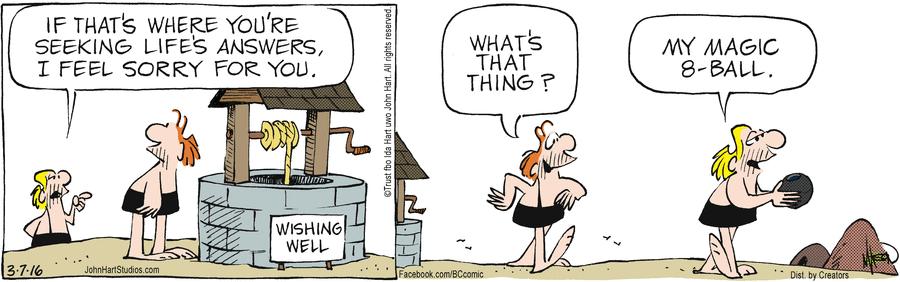 IF THAT'S WHERE YOU'RE
SEEKING LIFE'S ANSWERS,
I FEEL SORRY FOR YOU.
WISHING
WELL
3-7-16
JohnHartStudios.com
©Trust fbo Ida Hart uwo John Hart. All rights reserved.
WHAT'S
THAT
THING?
Facebook.com/BCcomic
MY MAGIC
8-BALL.
Dist. by Creators